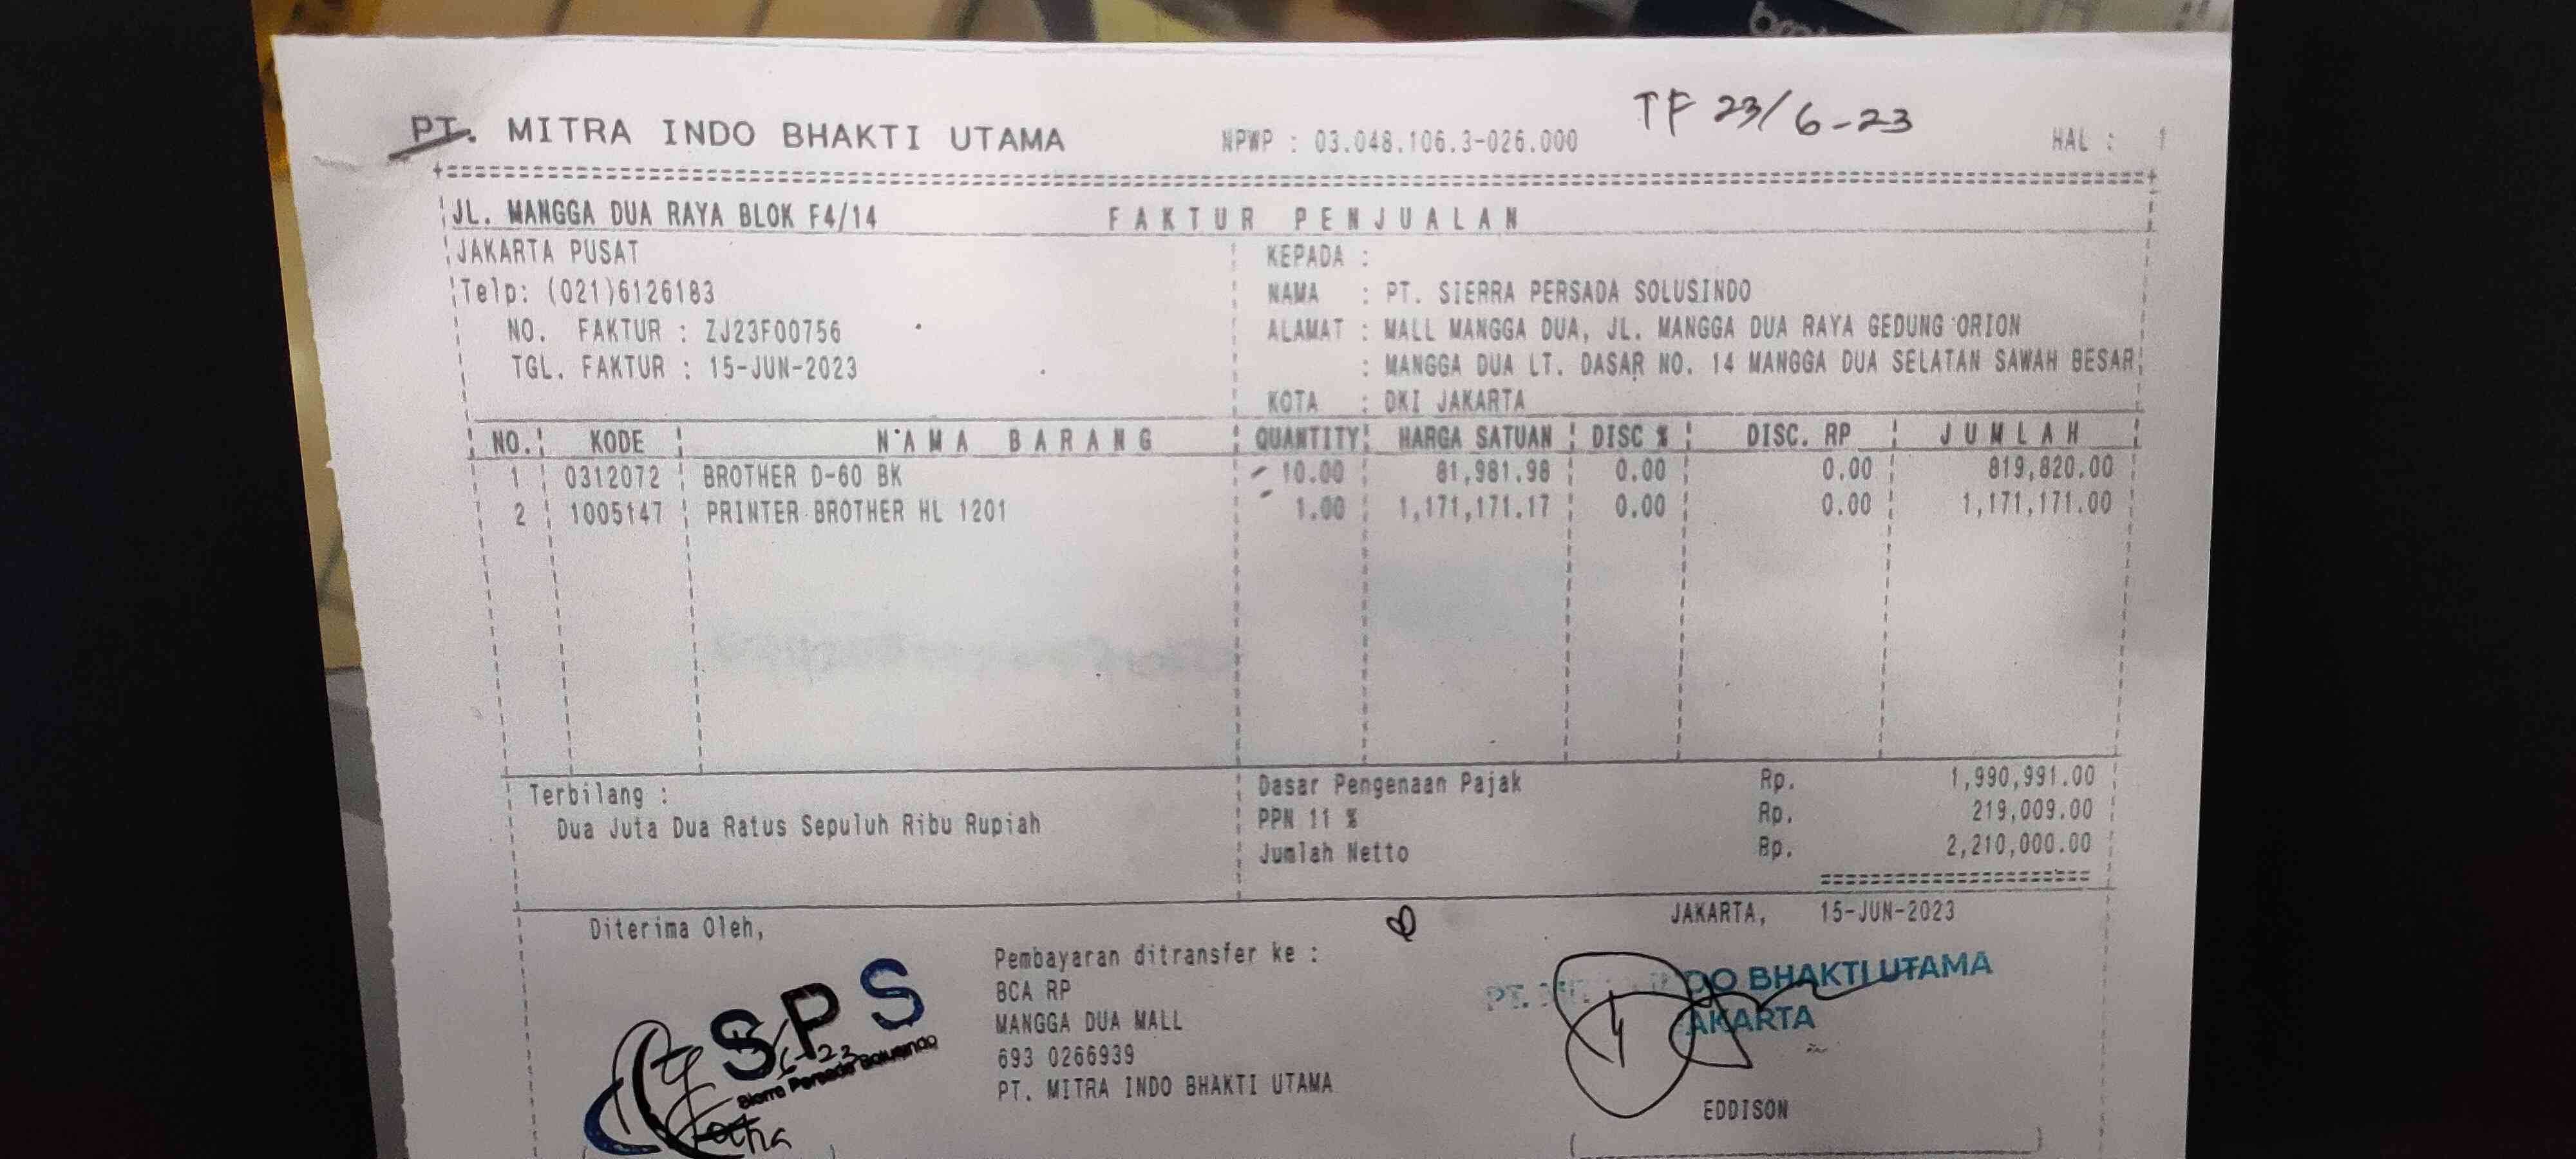 TF 23/6-23
PT. MITRA INDO BHAKTI UTAMA NPWP : 03.048.106.3-026.000 HAL : 1
JL. MANGGA DUA RAYA BLOK F4/14 FAKTUR PENJUALAN
JAKARTA PUSAT KEPADA :
Telp: (021)6126183 NAMA : PT. SIERRA PERSADA SOLUSINDO
NO. FAKTUR : ZJ23F00756 ALAMAT : MALL MANGGA DUA, JL. MANGGA DUA RAYA GEDUNG ORION
TGL. FAKTUR : 15-JUN-2023 : MANGGA DUA LT. DASAR NO. 14 MANGGA DUA SELATAN SAWAH BESAR
KOTA : DKI JAKARTA
NO. KODE NAMA BARANG QUANTITY HARGA SATUAN DISC % DISC. RP JUMLAH
1 0312072 BROTHER D-60 BK 10.00 81,981.98 0.00 0.00 819,820.00
2 1005147 PRINTER BROTHER HL 1201 1.00 1,171,171.17 0.00 0.00 1,171,171.00
Terbilang : Dasar Pengenaan Pajak Rp. 1,990,991.00
Dua Juta Dua Ratus Sepuluh Ribu Rupiah PPN 11 % Rp. 219,009.00
Jumlah Netto Rp. 2,210,000.00
Diterima Oleh, JAKARTA, 15-JUN-2023
Pembayaran ditransfer ke :
BCA RP
MANGGA DUA MALL
693 0266939
PT. MITRA INDO BHAKTI UTAMA
SPS
Sierra Persada Solusindo
PT. INDO BHAKTI UTAMA
JAKARTA
EDDISON